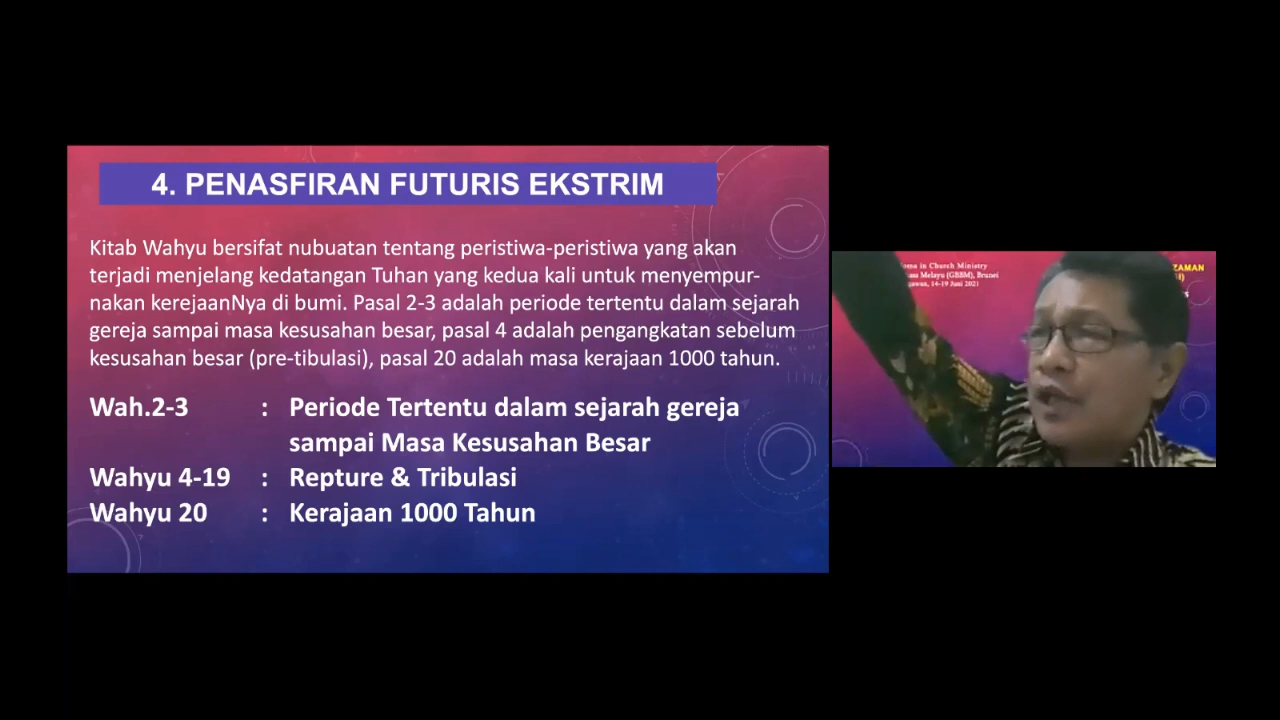 4. PENASFIRAN FUTURIS EKSTRIM
Kitab Wahyu bersifat nubuatan tentang peristiwa-peristiwa yang akan
terjadi menjelang kedatangan Tuhan yang kedua kali untuk menyempur-
nakan kerejaanNya di bumi. Pasal 2-3 adalah periode tertentu dalam sejarah
gereja sampai masa kesusahan besar, pasal 4 adalah pengangkatan sebelum
kesusahan besar (pre-tibulasi), pasal 20 adalah masa kerajaan 1000 tahun.
Wah.2-3 : Periode Tertentu dalam sejarah gereja
sampai Masa Kesusahan Besar
Wahyu 4-19 : Repture & Tribulasi
Wahyu 20 : Kerajaan 1000 Tahun
in Church Ministry
Melayu (GBBM), Brunei
14-19 Juni 2021
ZAMAN